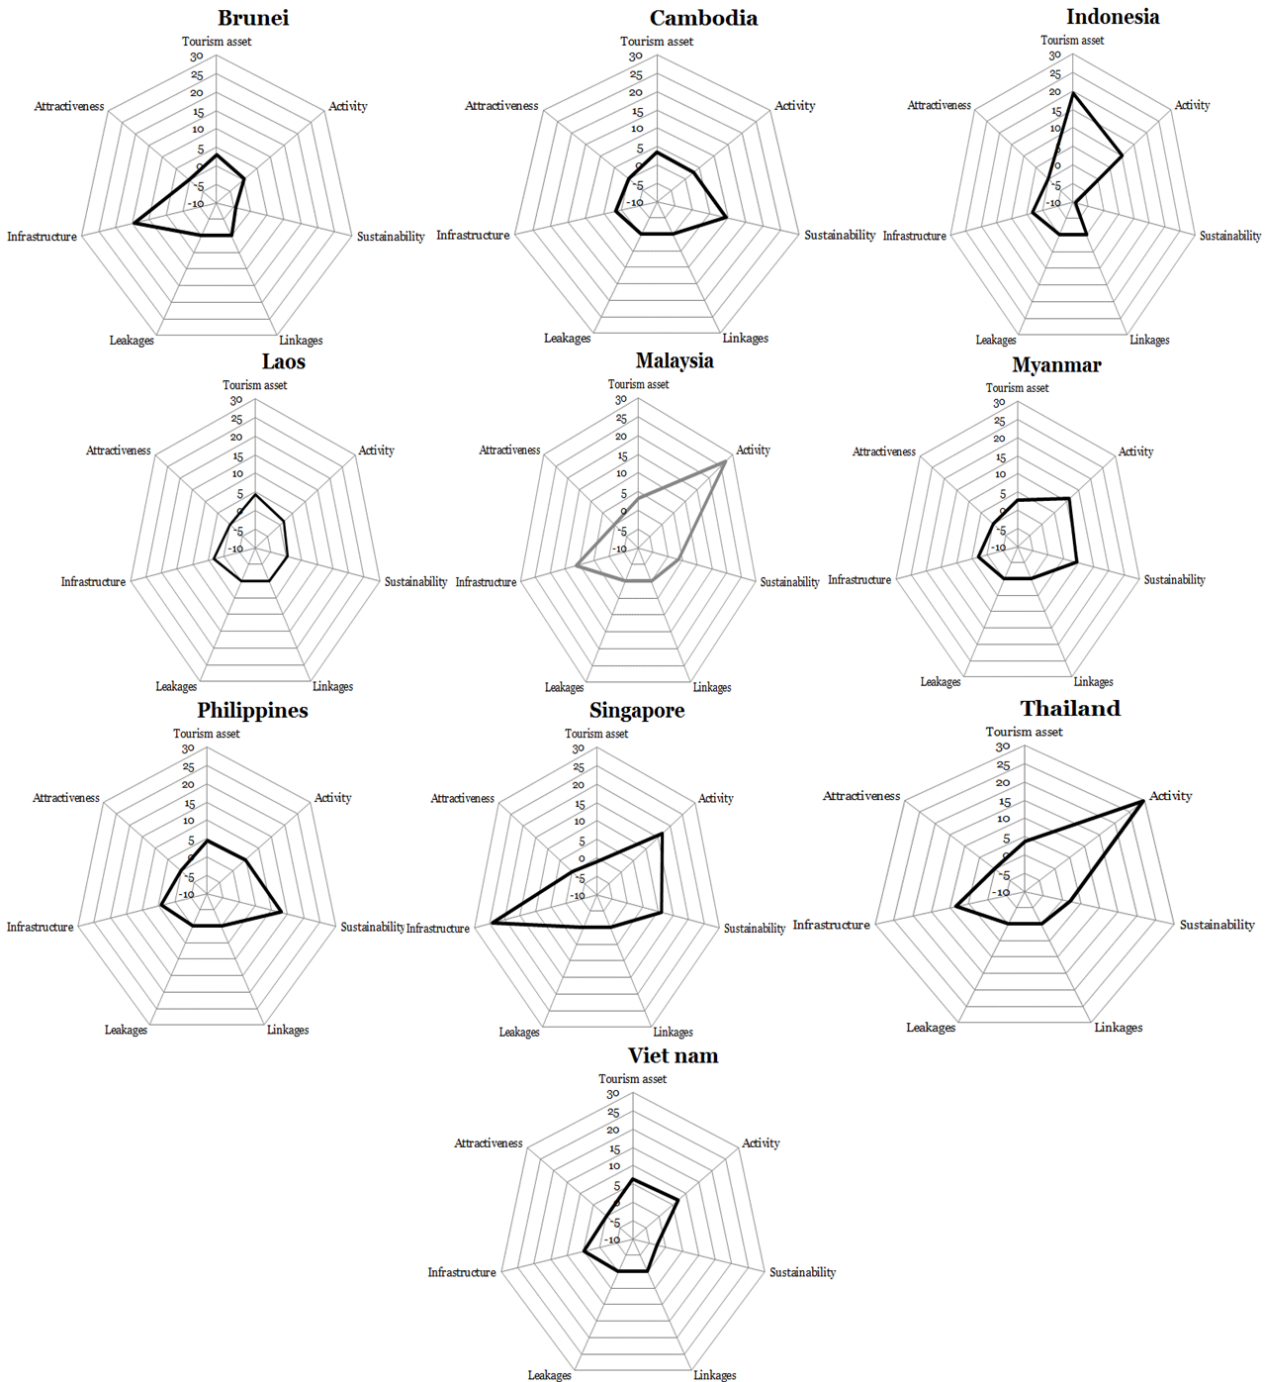 Brunei
Tourism asset
30
25
20
15
10
5
0
-5
-10
Attractiveness
Activity
Infrastructure
Sustainability
Leakages
Linkages
Cambodia
Tourism asset
30
25
20
15
10
5
0
-5
-10
Attractiveness
Activity
Infrastructure
Sustainability
Leakages
Linkages
Indonesia
Tourism asset
30
25
20
15
10
5
0
-5
-10
Attractiveness
Activity
Infrastructure
Sustainability
Leakages
Linkages
Laos
Tourism asset
30
25
20
15
10
5
0
-5
-10
Attractiveness
Activity
Infrastructure
Sustainability
Leakages
Linkages
Malaysia
Tourism asset
30
25
20
15
10
5
0
-5
-10
Attractiveness
Activity
Infrastructure
Sustainability
Leakages
Linkages
Myanmar
Tourism asset
30
25
20
15
10
5
0
-5
-10
Attractiveness
Activity
Infrastructure
Sustainability
Leakages
Linkages
Philippines
Tourism asset
30
25
20
15
10
5
0
-5
-10
Attractiveness
Activity
Infrastructure
Sustainability
Leakages
Linkages
Singapore
Tourism asset
30
25
20
15
10
5
0
-5
-10
Attractiveness
Activity
Infrastructure
Sustainability
Leakages
Linkages
Thailand
Tourism asset
30
25
20
15
10
5
0
-5
-10
Attractiveness
Activity
Infrastructure
Sustainability
Leakages
Linkages
Viet nam
Tourism asset
30
25
20
15
10
5
0
-5
-10
Attractiveness
Activity
Infrastructure
Sustainability
Leakages
Linkages